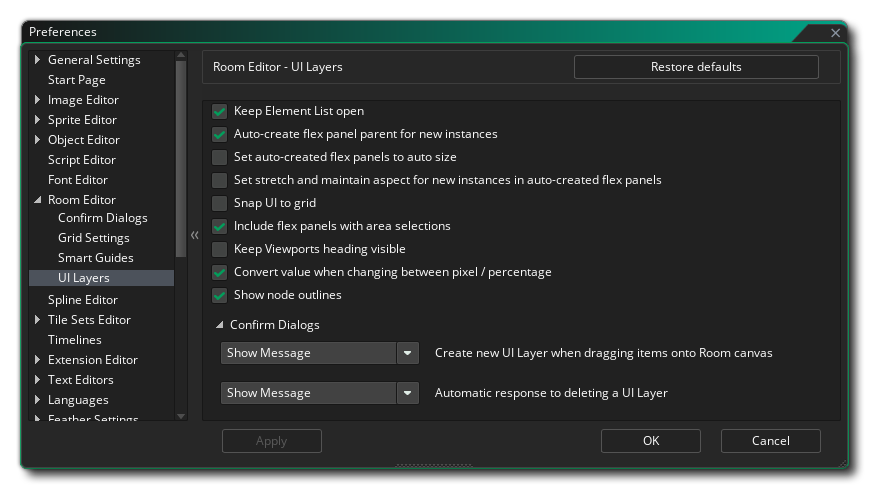 Preferences
General Settings
Start Page
Image Editor
Sprite Editor
Object Editor
Script Editor
Font Editor
Room Editor
Confirm Dialogs
Grid Settings
Smart Guides
UI Layers
Spline Editor
Tile Sets Editor
Timelines
Extension Editor
Text Editors
Languages
Feather Settings
Room Editor - UI Layers
Restore defaults
Keep Element List open
Auto-create flex panel parent for new instances
Set auto-created flex panels to auto size
Set stretch and maintain aspect for new instances in auto-created flex panels
Snap UI to grid
Include flex panels with area selections
Keep Viewports heading visible
Convert value when changing between pixel / percentage
Show node outlines
Confirm Dialogs
Show Message Create new UI Layer when dragging items onto Room canvas
Show Message Automatic response to deleting a UI Layer
Apply OK Cancel